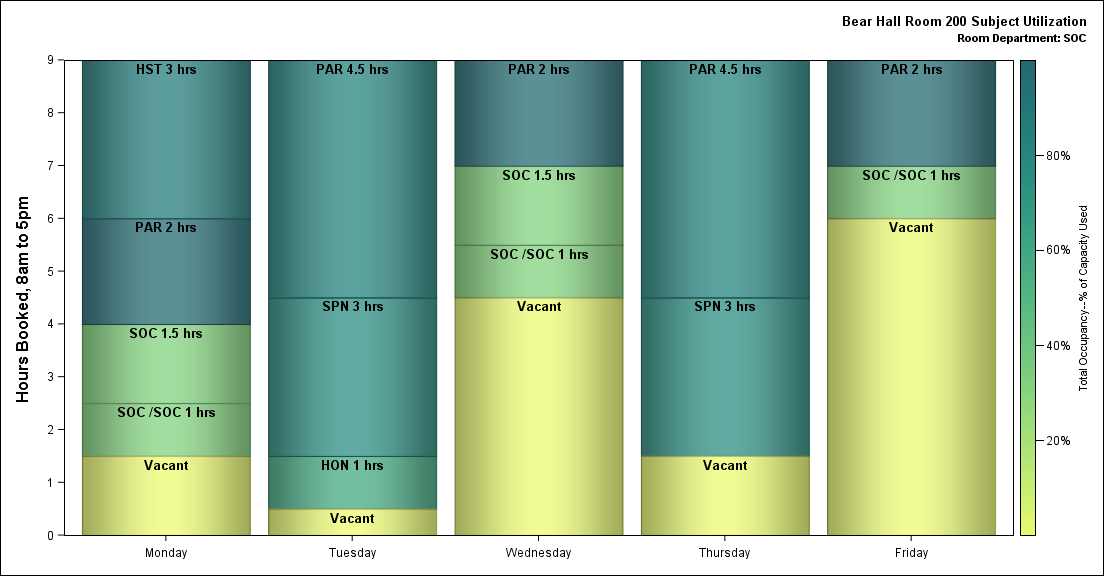 Bear Hall Room 200 Subject Utilization
Room Department: SOC
Hours Booked, 8am to 5pm
9
8
7
6
5
4
3
2
1
0
HST 3 hrs
PAR 2 hrs
SOC 1.5 hrs
SOC /SOC 1 hrs
Vacant
PAR 4.5 hrs
SPN 3 hrs
HON 1 hrs
Vacant
PAR 2 hrs
SOC 1.5 hrs
SOC /SOC 1 hrs
Vacant
PAR 4.5 hrs
SPN 3 hrs
Vacant
PAR 2 hrs
SOC /SOC 1 hrs
Vacant
Monday
Tuesday
Wednesday
Thursday
Friday
80%
60%
40%
20%
Total Occupancy--% of Capacity Used